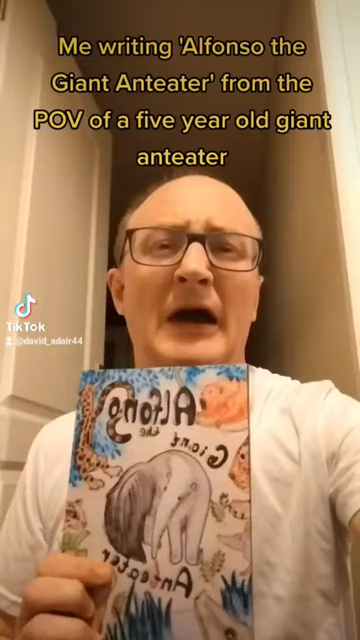 Me writing 'Alfonso the
Giant Anteater' from the
POV of a five year old giant
anteater
TikTok
@david_adair44
Alfonso
the
Giant
Anteater